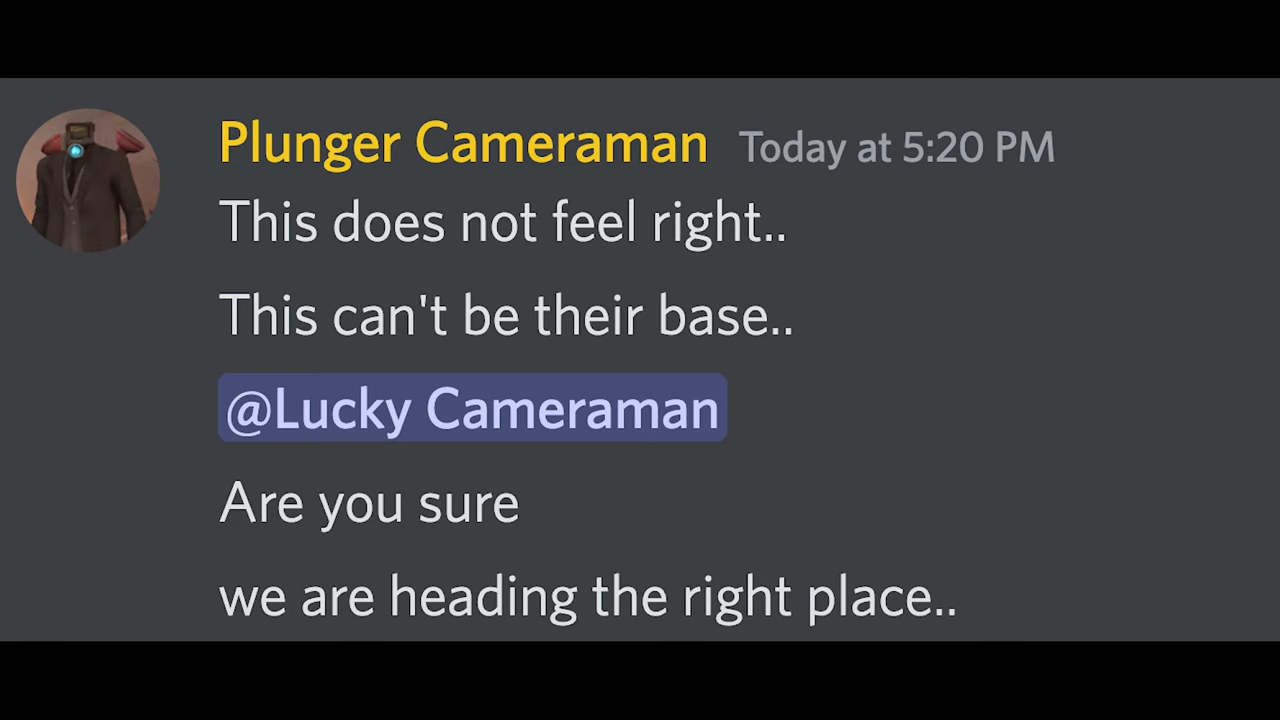 Plunger Cameraman Today at 5:20 PM
This does not feel right..
This can't be their base..
@Lucky Cameraman
Are you sure
we are heading the right place..